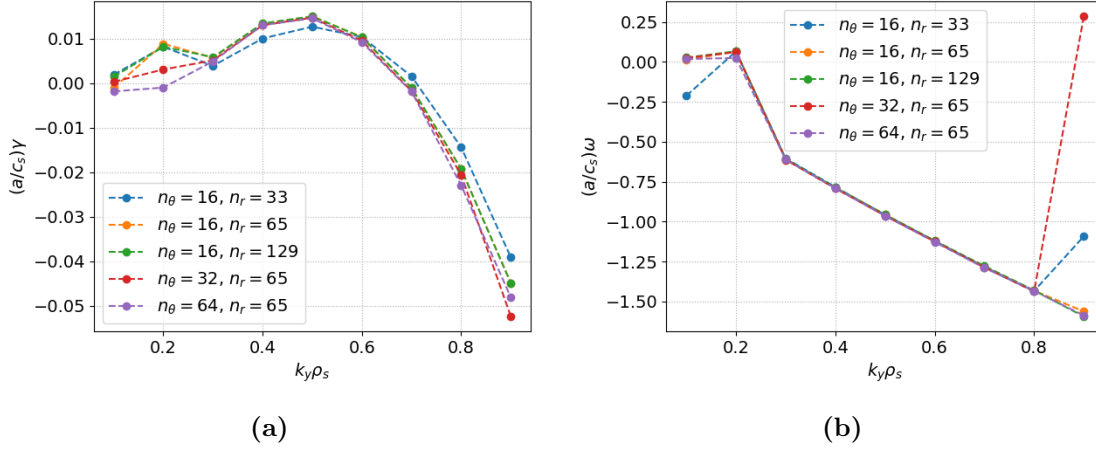 0.01
0.00
−0.01
−0.02
−0.03
−0.04
−0.05
(a/c_s)γ
n_θ = 16, n_r = 33
n_θ = 16, n_r = 65
n_θ = 16, n_r = 129
n_θ = 32, n_r = 65
n_θ = 64, n_r = 65
0.2 0.4 0.6 0.8
k_yρ_s
(a)
0.25
0.00
−0.25
−0.50
−0.75
−1.00
−1.25
−1.50
(a/c_s)ω
n_θ = 16, n_r = 33
n_θ = 16, n_r = 65
n_θ = 16, n_r = 129
n_θ = 32, n_r = 65
n_θ = 64, n_r = 65
0.2 0.4 0.6 0.8
k_yρ_s
(b)